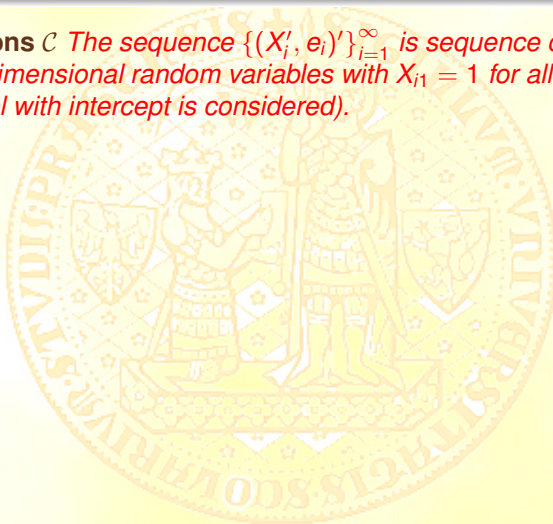 ons 𝒞 The sequence {(X′ᵢ, eᵢ)′}∞ᵢ₌₁ is sequence
imensional random variables with Xᵢ₁ = 1 for all
l with intercept is considered).